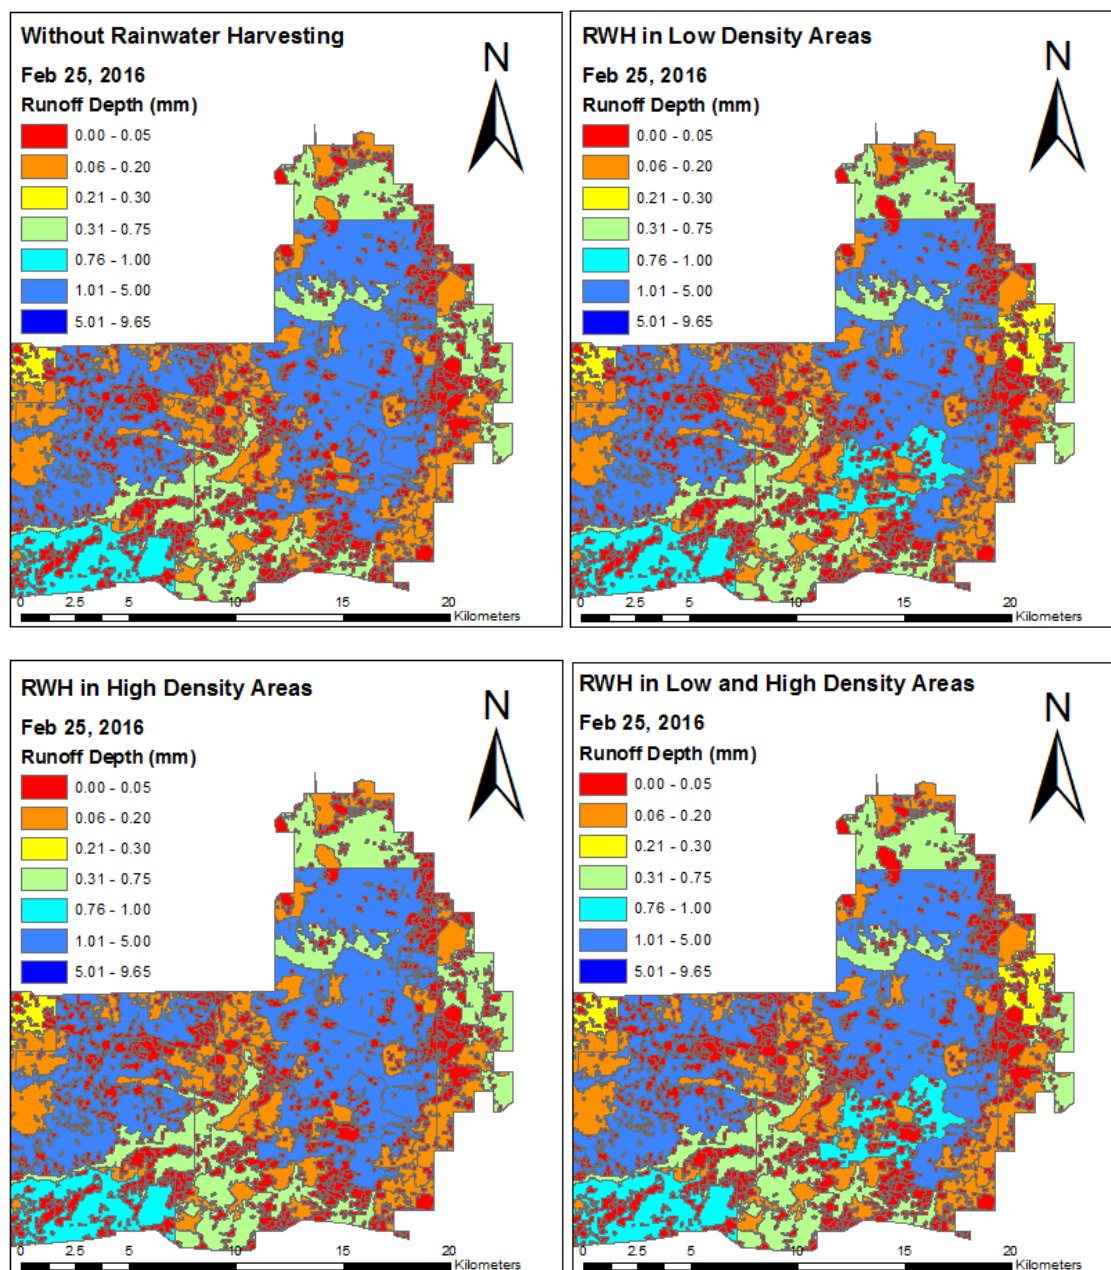 Without Rainwater Harvesting
Feb 25, 2016
Runoff Depth (mm)
0.00 - 0.05
0.06 - 0.20
0.21 - 0.30
0.31 - 0.75
0.76 - 1.00
1.01 - 5.00
5.01 - 9.65
N
0 2.5 5 10 15 20
Kilometers
RWH in Low Density Areas
Feb 25, 2016
Runoff Depth (mm)
0.00 - 0.05
0.06 - 0.20
0.21 - 0.30
0.31 - 0.75
0.76 - 1.00
1.01 - 5.00
5.01 - 9.65
N
0 2.5 5 10 15 20
Kilometers
RWH in High Density Areas
Feb 25, 2016
Runoff Depth (mm)
0.00 - 0.05
0.06 - 0.20
0.21 - 0.30
0.31 - 0.75
0.76 - 1.00
1.01 - 5.00
5.01 - 9.65
N
0 2.5 5 10 15 20
Kilometers
RWH in Low and High Density Areas
Feb 25, 2016
Runoff Depth (mm)
0.00 - 0.05
0.06 - 0.20
0.21 - 0.30
0.31 - 0.75
0.76 - 1.00
1.01 - 5.00
5.01 - 9.65
N
0 2.5 5 10 15 20
Kilometers